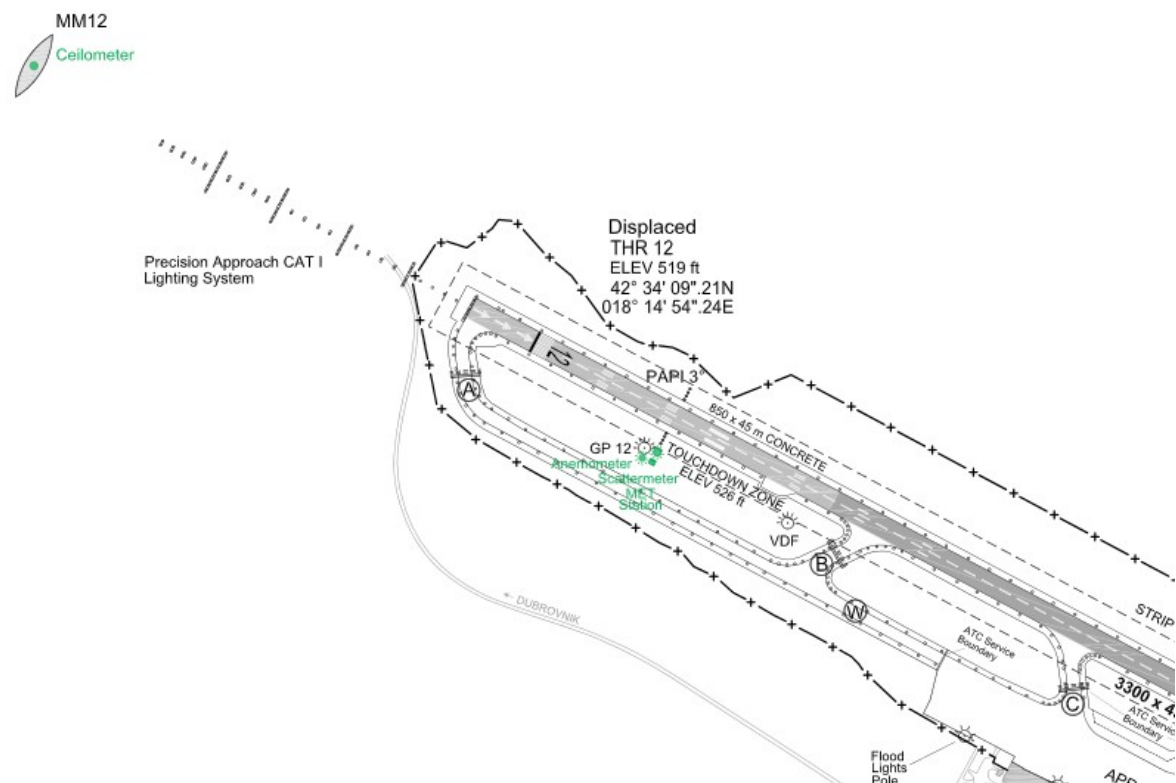 MM12
Ceilometer
Precision Approach CAT I
Lighting System
Displaced
THR 12
ELEV 519 ft
42° 34' 09".21N
018° 14' 54".24E
12
PAPI 3°
850 x 45 m CONCRETE
A
GP 12
Anemometer
Scattermeter
MET
Station
TOUCHDOWN ZONE
ELEV 526 ft
VDF
B
W
← DUBROVNIK
STRIP
ATC Service
Boundary
3300 x 4
C
ATC Service
Boundary
Flood
Lights
Pole